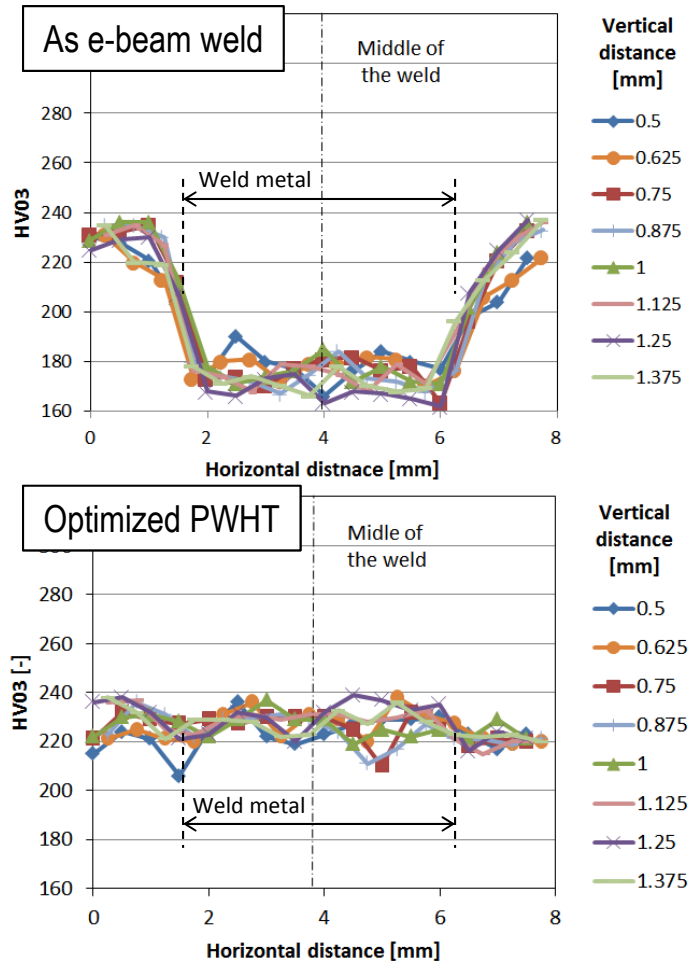 As e-beam weld
Middle of
the weld
Vertical
distance
[mm]
280
260
240
220
200
180
160
HV03
Weld metal
0.5
0.625
0.75
0.875
1
1.125
1.25
1.375
0 2 4 6 8
Horizontal distnace [mm]
Optimized PWHT
Midle of
the weld
Vertical
distance
[mm]
280
260
240
220
200
180
160
HV03 [-]
Weld metal
0.5
0.625
0.75
0.875
1
1.125
1.25
1.375
0 2 4 6 8
Horizontal distance [mm]